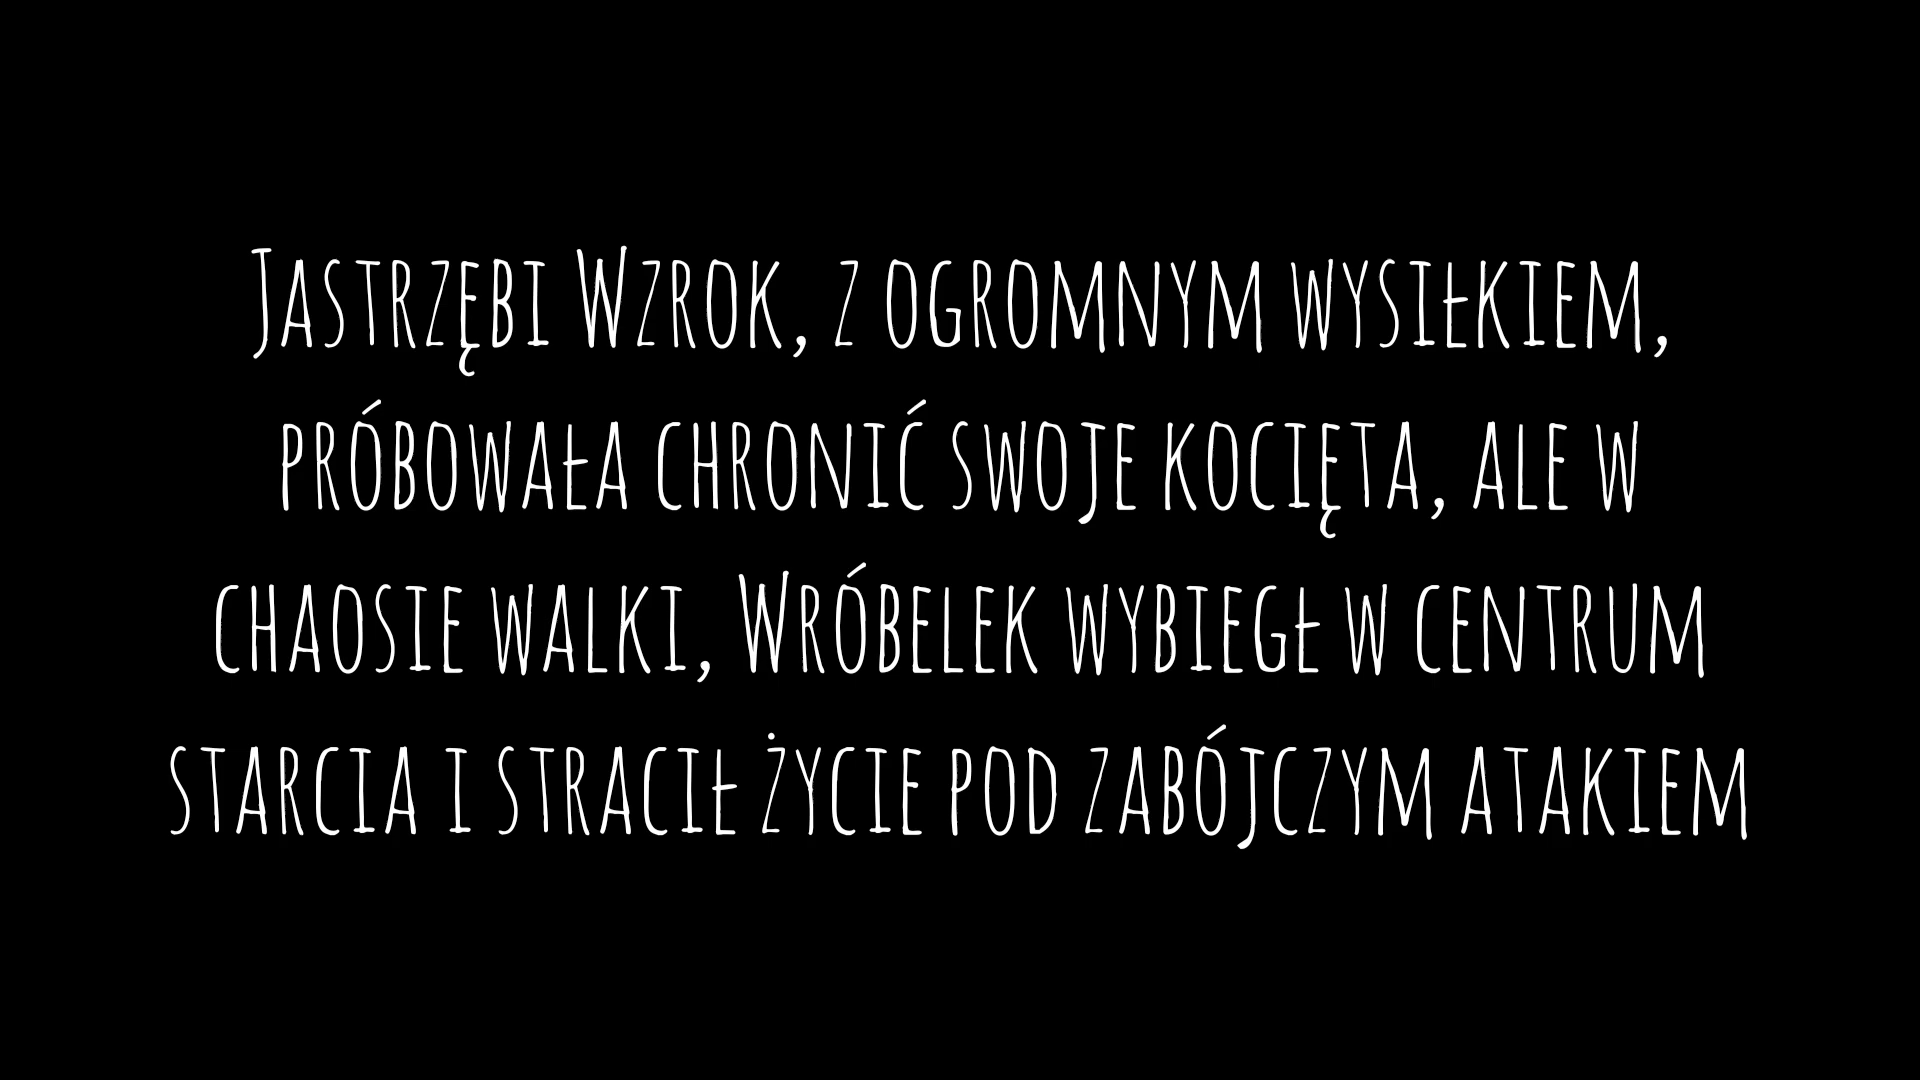 Jastrzębi Wzrok, z ogromnym wysiłkiem,
próbowała chronić swoje kocięta, ale w
chaosie walki, Wróbelek wybiegł w centrum
starcia i stracił życie pod zabójczym atakiem